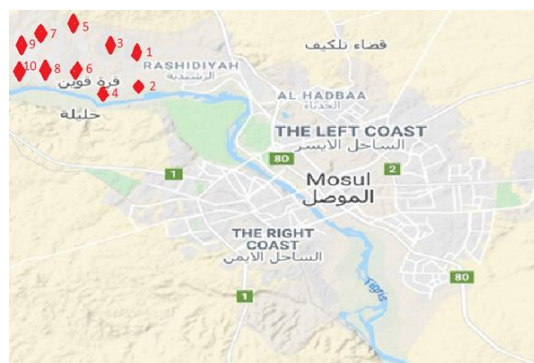 5
7
3
1
9
قضاء تلكيف
RASHIDIYAH
الرشيدية
10
8
6
2
قرة قوين
4
AL HADBAA
الحدباء
حليلة
THE LEFT COAST
الساحل الايسر
80
1
2
Mosul
الموصل
THE RIGHT
COAST
الساحل الايمن
80
Tigris
1